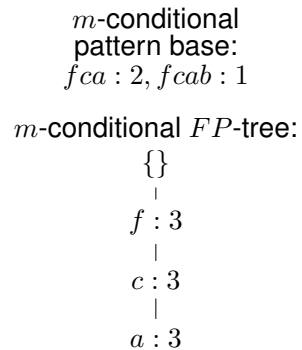 m-conditional
pattern base:
fca : 2, fcab : 1
m-conditional FP-tree:
{}
f : 3
c : 3
a : 3